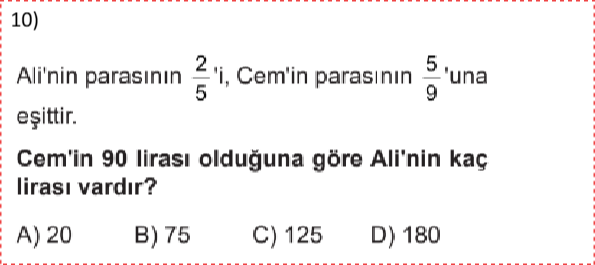 10)
Ali'nin parasının 2/5 'i, Cem'in parasının 5/9 'una
eşittir.
Cem'in 90 lirası olduğuna göre Ali'nin kaç
lirası vardır?
A) 20 B) 75 C) 125 D) 180